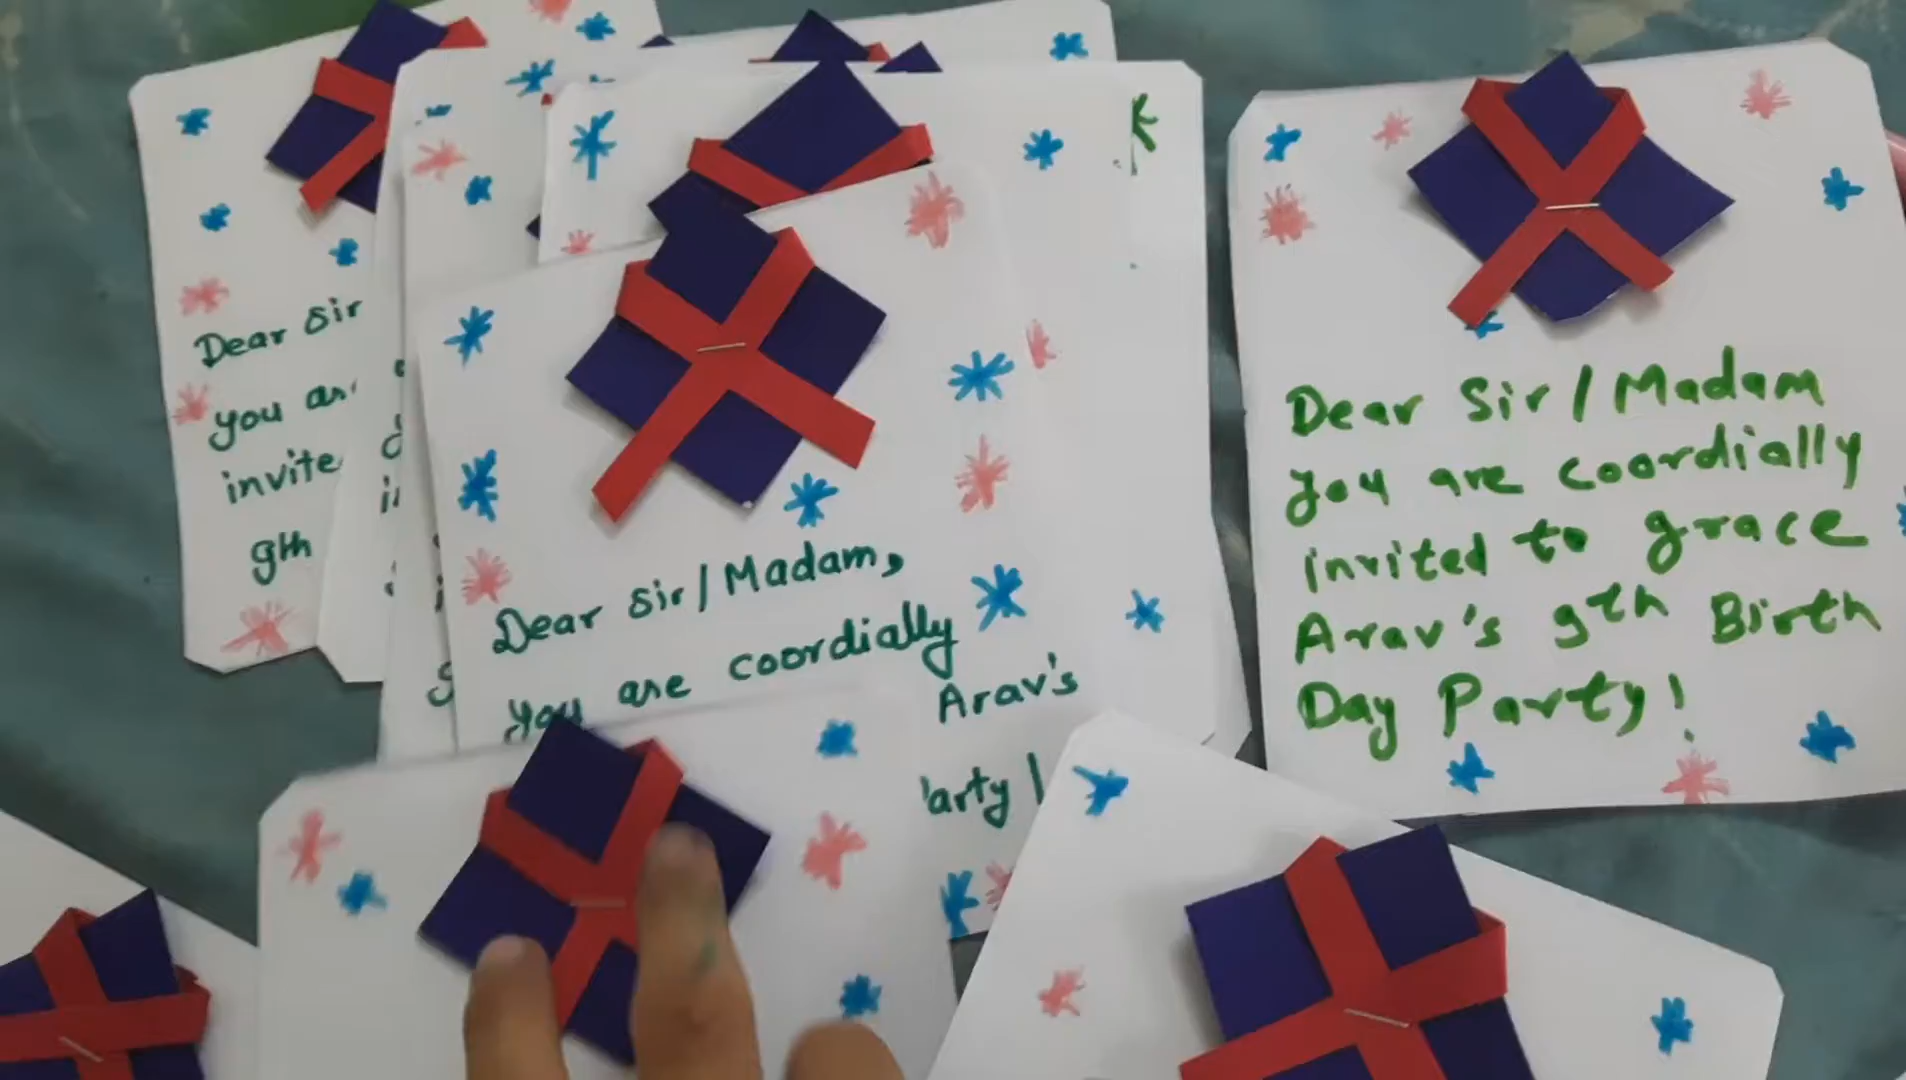 Dear Sir
you are
invite
9th
Dear Sir/Madam,
you are coordially
Arav's
arty!
Dear Sir/Madam
you are coordially
invited to grace
Arav's 9th Birth
Day Party!